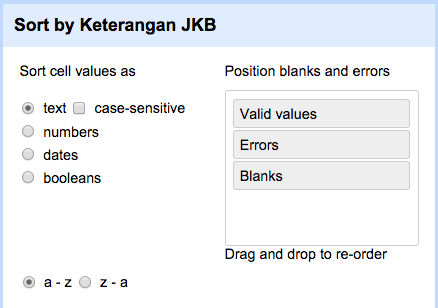 Sort by Keterangan JKB
Sort cell values as
text case-sensitive
numbers
dates
booleans
a - z z - a
Position blanks and errors
Valid values
Errors
Blanks
Drag and drop to re-order